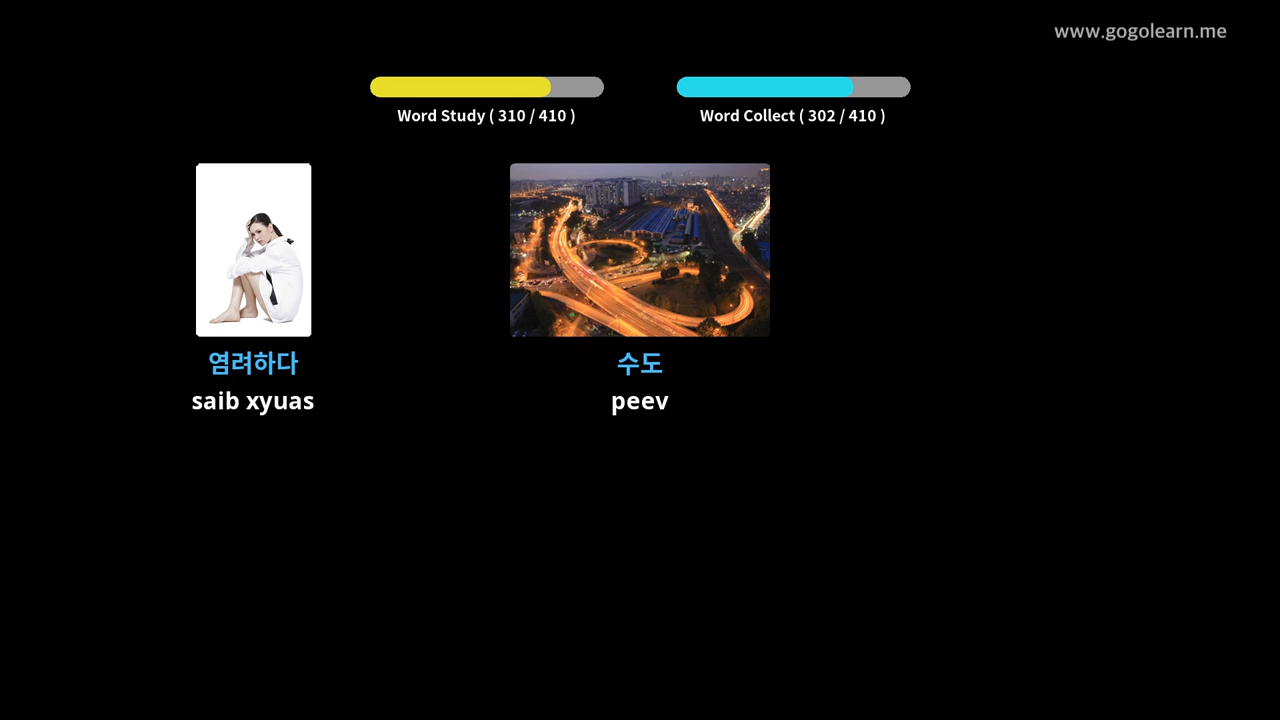 www.gogolearn.me
Word Study ( 310 / 410 )
Word Collect ( 302 / 410 )
염려하다
saib xyuas
수도
peev